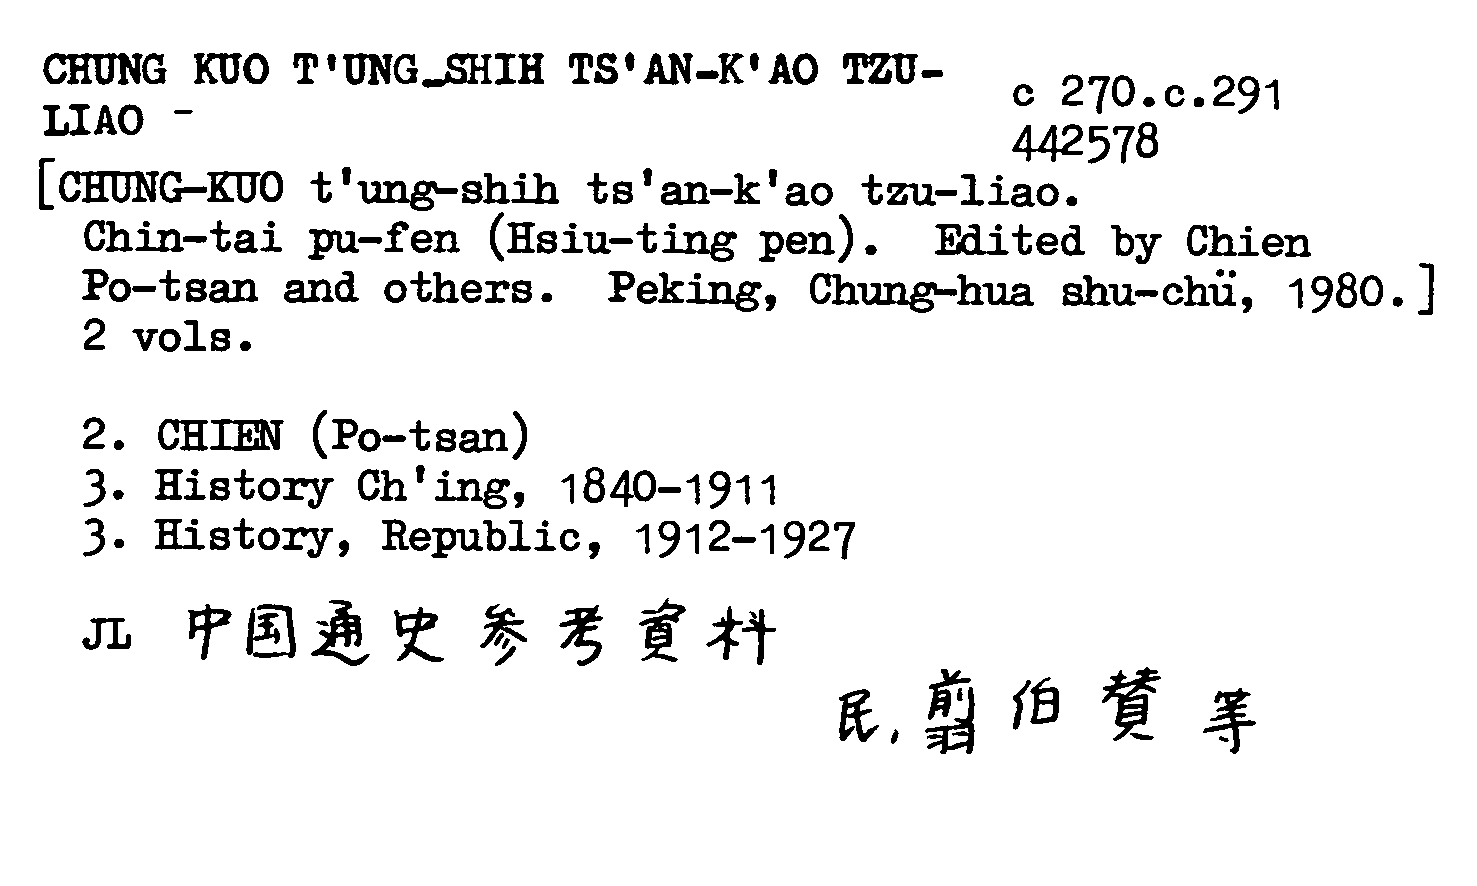 CHUNG KUO T'UNG-SHIH TS'AN-K'AO TZU-
LIAO -
c 270.c.291
442578
[CHUNG-KUO t'ung-shih ts'an-k'ao tzu-liao.
Chin-tai pu-fen (Hsiu-ting pen). Edited by Chien
Po-tsan and others. Peking, Chung-hua shu-chü, 1980.]
2 vols.
2. CHIEN (Po-tsan)
3. History Ch'ing, 1840-1911
3. History, Republic, 1912-1927
JL 中国通史参考資料
民, 翦伯賛等